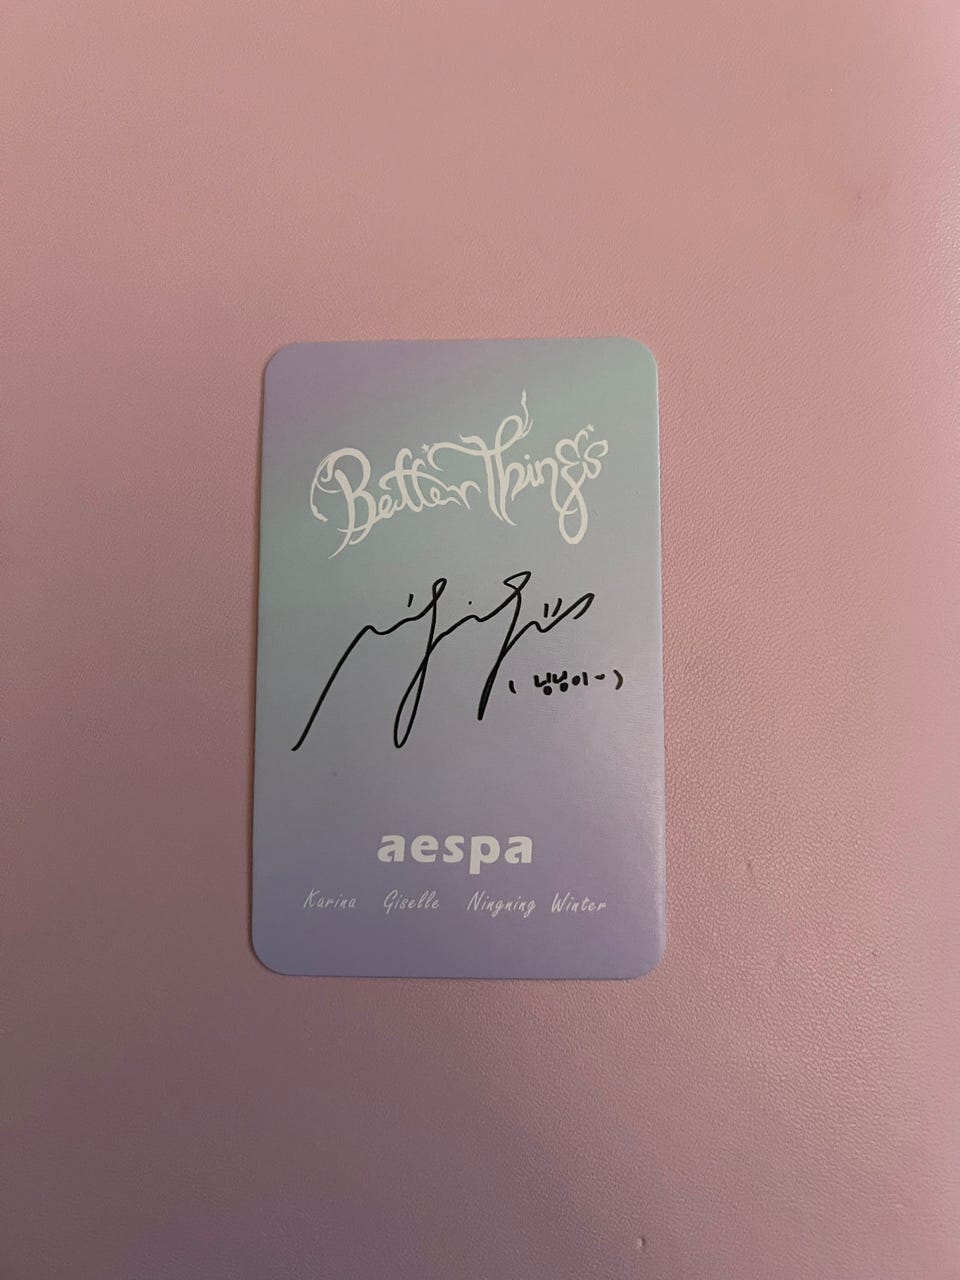 Better Things
(닝닝이~)
aespa
Karina Giselle Ningning Winter